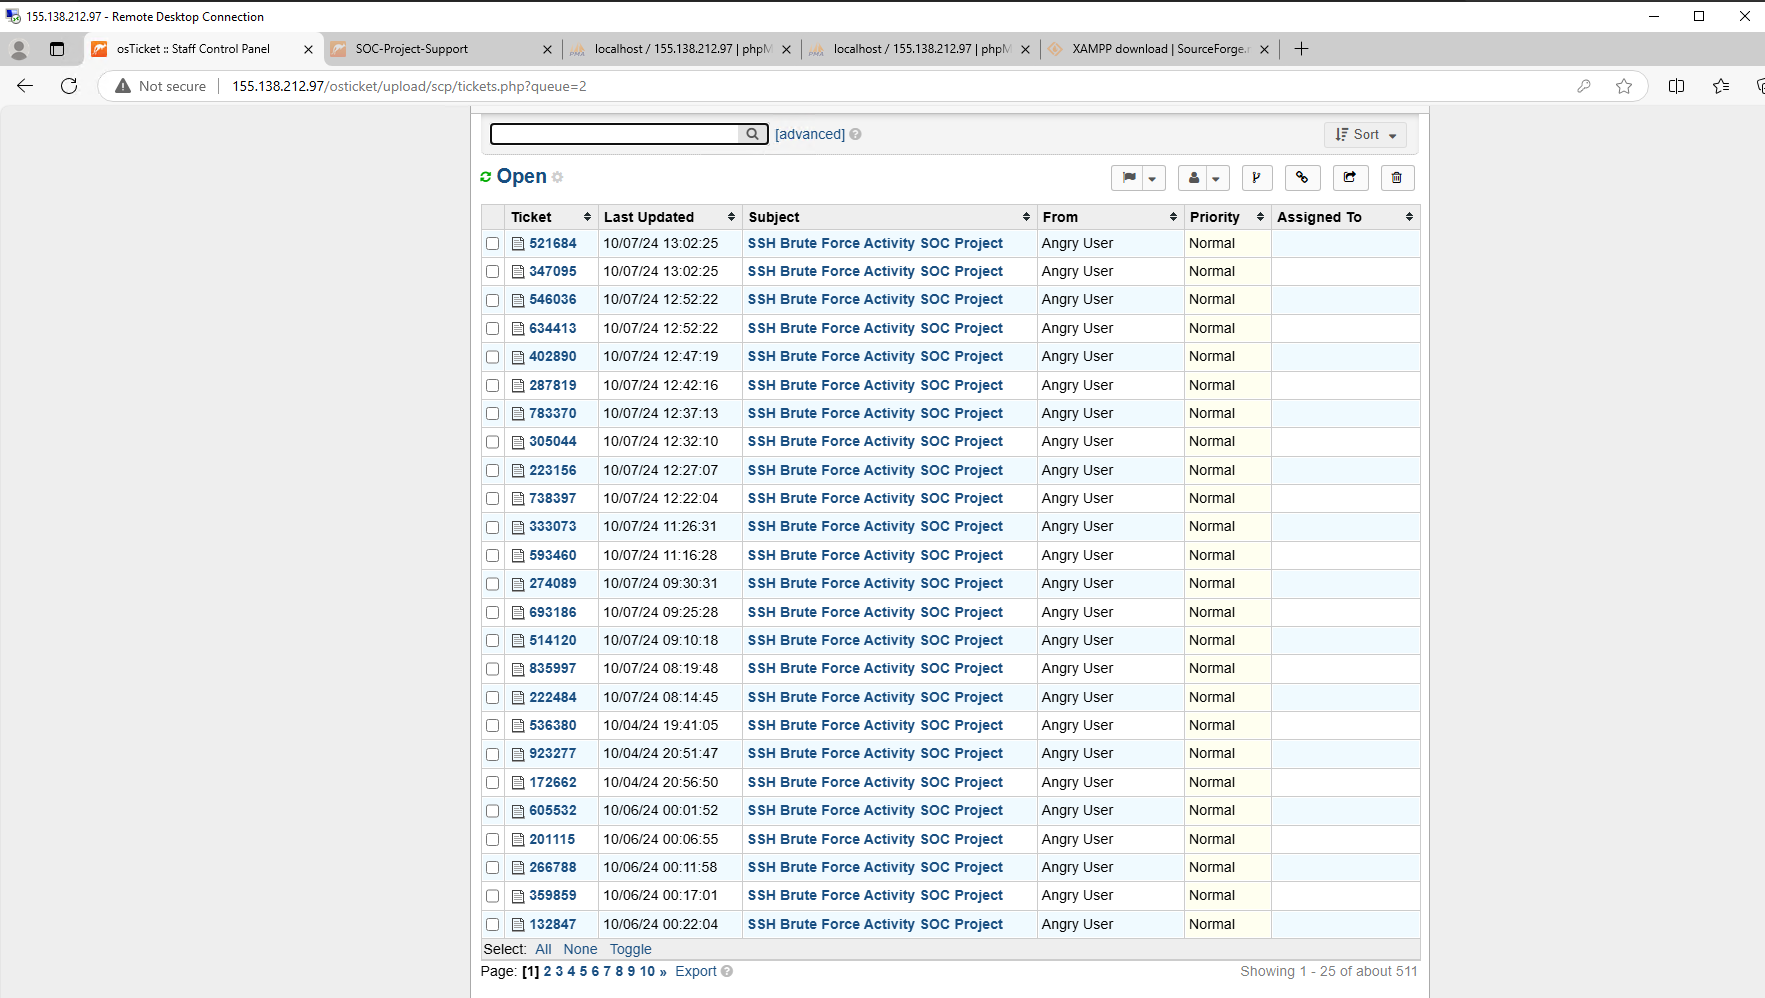 155.138.212.97 - Remote Desktop Connection
osTicket :: Staff Control Panel
SOC-Project-Support
localhost / 155.138.212.97 | phpM
localhost / 155.138.212.97 | phpM
XAMPP download | SourceForge.n
Not secure 155.138.212.97/osticket/upload/scp/tickets.php?queue=2
[advanced] Sort
Open
Ticket Last Updated Subject From Priority Assigned To
521684 10/07/24 13:02:25 SSH Brute Force Activity SOC Project Angry User Normal
347095 10/07/24 13:02:25 SSH Brute Force Activity SOC Project Angry User Normal
546036 10/07/24 12:52:22 SSH Brute Force Activity SOC Project Angry User Normal
634413 10/07/24 12:52:22 SSH Brute Force Activity SOC Project Angry User Normal
402890 10/07/24 12:47:19 SSH Brute Force Activity SOC Project Angry User Normal
287819 10/07/24 12:42:16 SSH Brute Force Activity SOC Project Angry User Normal
783370 10/07/24 12:37:13 SSH Brute Force Activity SOC Project Angry User Normal
305044 10/07/24 12:32:10 SSH Brute Force Activity SOC Project Angry User Normal
223156 10/07/24 12:27:07 SSH Brute Force Activity SOC Project Angry User Normal
738397 10/07/24 12:22:04 SSH Brute Force Activity SOC Project Angry User Normal
333073 10/07/24 11:26:31 SSH Brute Force Activity SOC Project Angry User Normal
593460 10/07/24 11:16:28 SSH Brute Force Activity SOC Project Angry User Normal
274089 10/07/24 09:30:31 SSH Brute Force Activity SOC Project Angry User Normal
693186 10/07/24 09:25:28 SSH Brute Force Activity SOC Project Angry User Normal
514120 10/07/24 09:10:18 SSH Brute Force Activity SOC Project Angry User Normal
835997 10/07/24 08:19:48 SSH Brute Force Activity SOC Project Angry User Normal
222484 10/07/24 08:14:45 SSH Brute Force Activity SOC Project Angry User Normal
536380 10/04/24 19:41:05 SSH Brute Force Activity SOC Project Angry User Normal
923277 10/04/24 20:51:47 SSH Brute Force Activity SOC Project Angry User Normal
172662 10/04/24 20:56:50 SSH Brute Force Activity SOC Project Angry User Normal
605532 10/06/24 00:01:52 SSH Brute Force Activity SOC Project Angry User Normal
201115 10/06/24 00:06:55 SSH Brute Force Activity SOC Project Angry User Normal
266788 10/06/24 00:11:58 SSH Brute Force Activity SOC Project Angry User Normal
359859 10/06/24 00:17:01 SSH Brute Force Activity SOC Project Angry User Normal
132847 10/06/24 00:22:04 SSH Brute Force Activity SOC Project Angry User Normal
Select: All None Toggle
Page: [1] 2 3 4 5 6 7 8 9 10 » Export Showing 1 - 25 of about 511